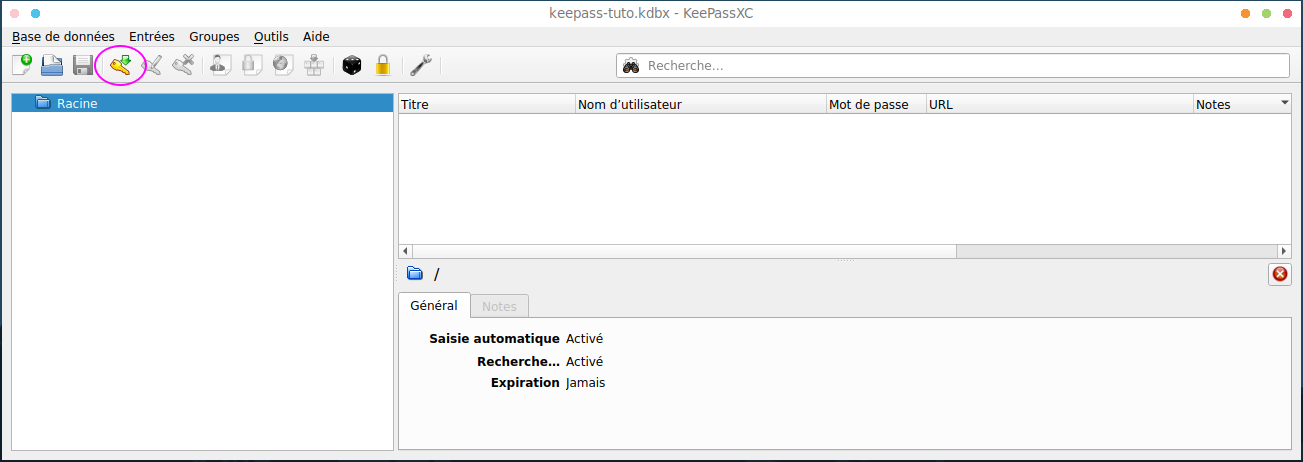 keepass-tuto.kdbx - KeePassXC
Base de données Entrées Groupes Outils Aide
Recherche...
Racine
Titre Nom d’utilisateur Mot de passe URL Notes
/
Général Notes
Saisie automatique Activé
Recherche... Activé
Expiration Jamais